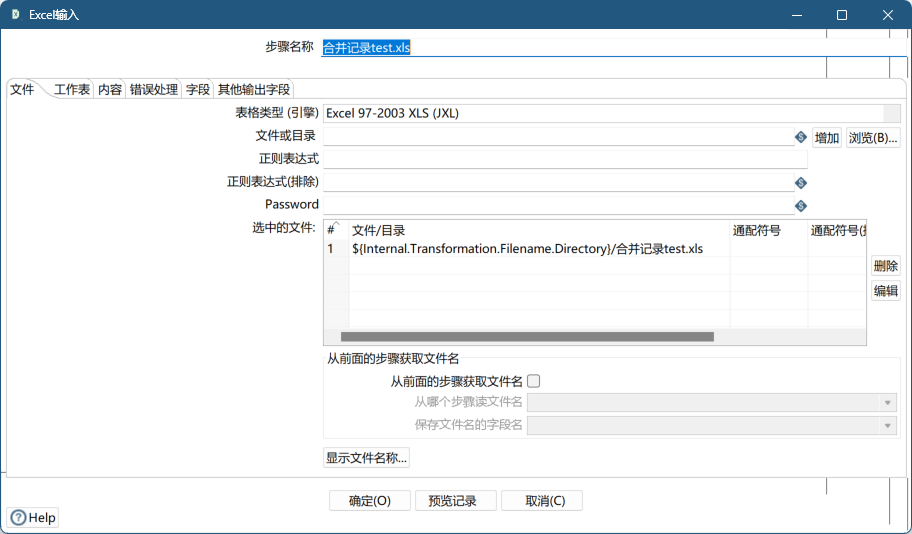 Excel输入
步骤名称 合并记录test.xls
文件 工作表 内容 错误处理 字段 其他输出字段
表格类型 (引擎) Excel 97-2003 XLS (JXL)
文件或目录 增加 浏览(B)...
正则表达式
正则表达式(排除)
Password
选中的文件: # 文件/目录 通配符号 通配符号(
1 ${Internal.Transformation.Filename.Directory}/合并记录test.xls
删除
编辑
从前面的步骤获取文件名
从前面的步骤获取文件名
从哪个步骤读文件名
保存文件名的字段名
显示文件名称...
确定(O) 预览记录 取消(C)
Help